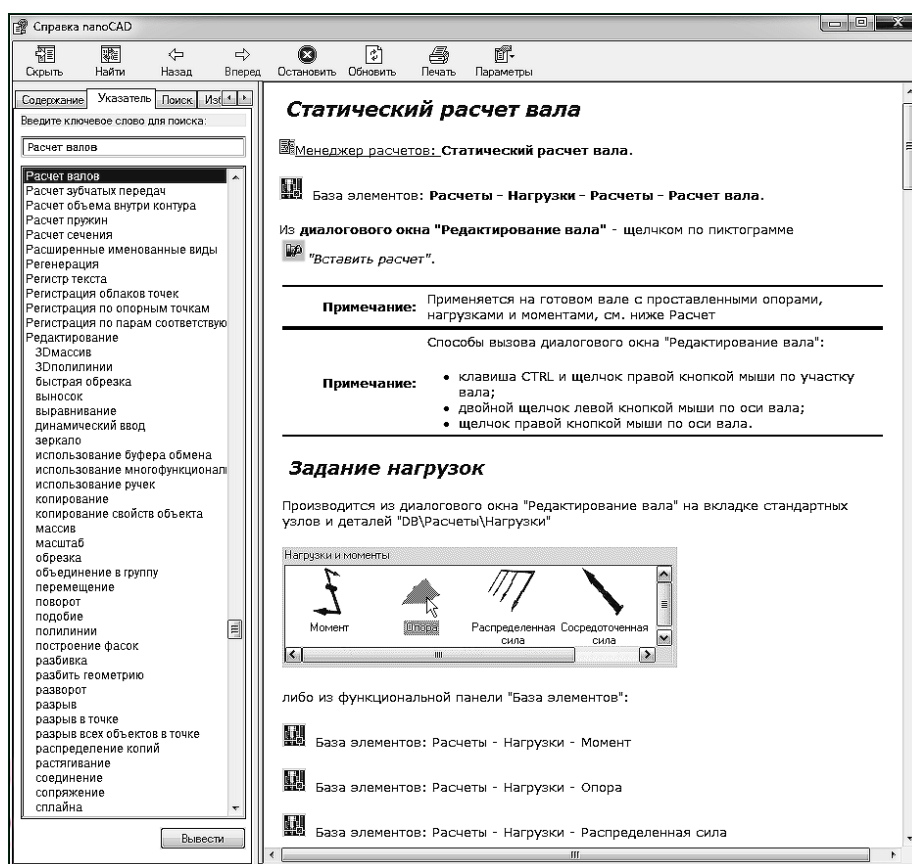 Справка nanoCAD
Скрыть Найти Назад Вперед Остановить Обновить Печать Параметры
Содержание Указатель Поиск
Введите ключевое слово для поиска:
Расчет валов
Расчет валов
Расчет зубчатых передач
Расчет объема внутри контура
Расчет пружин
Расчет сечения
Расширенные именованные виды
Регенерация
Регистр текста
Регистрация облаков точек
Регистрация по опорным точкам
Регистрация по парам соответствую
Редактирование
3Dмассив
3Dполилинии
быстрая обрезка
выносок
выравнивание
динамический ввод
зеркало
использование буфера обмена
использование многофункционал
использование ручек
копирование
копирование свойств объекта
массив
масштаб
обрезка
объединение в группу
перемещение
поворот
подобие
полилинии
построение фасок
разбивка
разбить геометрию
разворот
разрыв
разрыв в точке
разрыв всех объектов в точке
распределение копий
растягивание
соединение
сопряжение
сплайна
Вывести
Статический расчет вала
Менеджер расчетов: Статический расчет вала.
База элементов: Расчеты - Нагрузки - Расчеты - Расчет вала.
Из диалогового окна "Редактирование вала" - щелчком по пиктограмме
"Вставить расчет".
Примечание: Применяется на готовом вале с проставленными опорами,
нагрузками и моментами, см. ниже Расчет
Способы вызова диалогового окна "Редактирование вала":
Примечание:
• клавиша CTRL и щелчок правой кнопкой мыши по участку
вала;
• двойной щелчок левой кнопкой мыши по оси вала;
• щелчок правой кнопкой мыши по оси вала.
Задание нагрузок
Производится из диалогового окна "Редактирование вала" на вкладке стандартных
узлов и деталей "DB\Расчеты\Нагрузки"
Нагрузки и моменты
Момент Опора Распределенная Сосредоточенная
сила сила
либо из функциональной панели "База элементов":
База элементов: Расчеты - Нагрузки - Момент
База элементов: Расчеты - Нагрузки - Опора
База элементов: Расчеты - Нагрузки - Распределенная сила